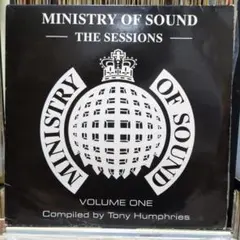 MINISTRY OF SOUND
THE SESSIONS
MINISTRY OF SOUND
VOLUME ONE
Compiled by Tony Humphries